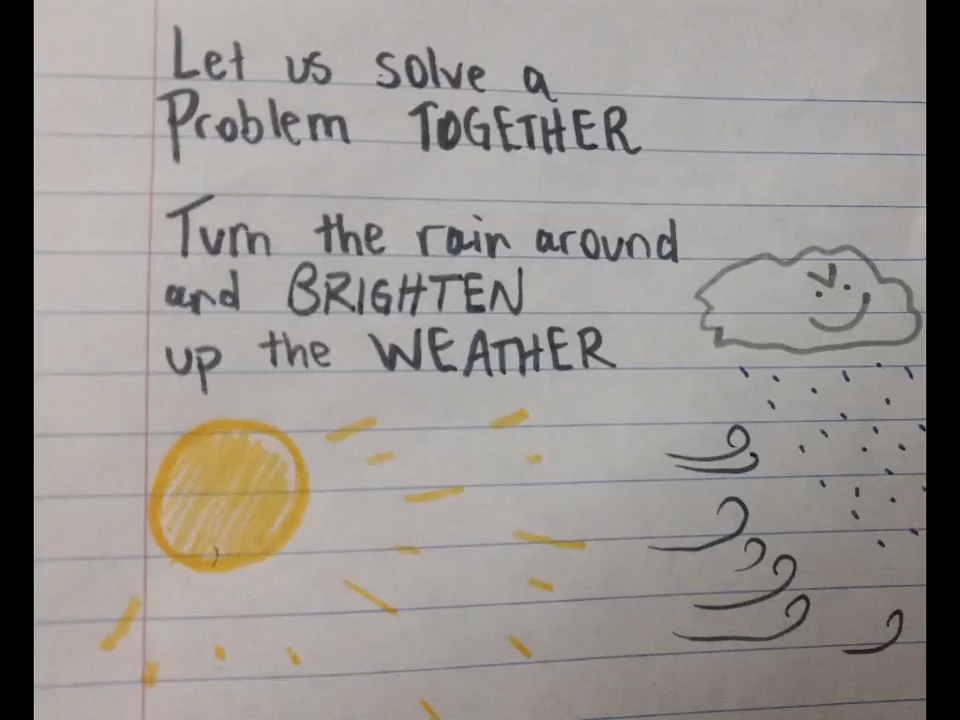 Let us solve a
Problem TOGETHER
Turn the rain around
and BRIGHTEN
up the WEATHER